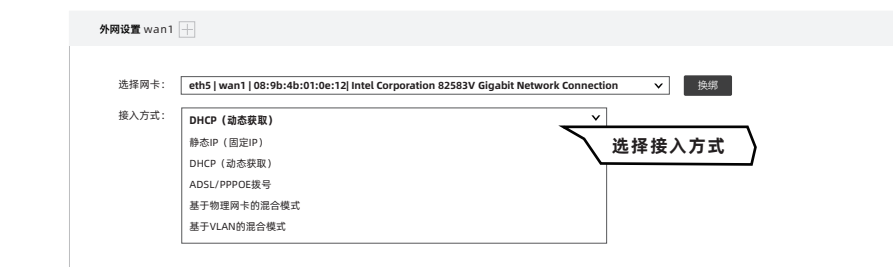 外网设置 wan1
选择网卡： eth5 | wan1 | 08:9b:4b:01:0e:12| Intel Corporation 82583V Gigabit Network Connection 换绑
接入方式： DHCP（动态获取）
静态IP（固定IP）
选择接入方式
DHCP（动态获取）
ADSL/PPPOE拨号
基于物理网卡的混合模式
基于VLAN的混合模式